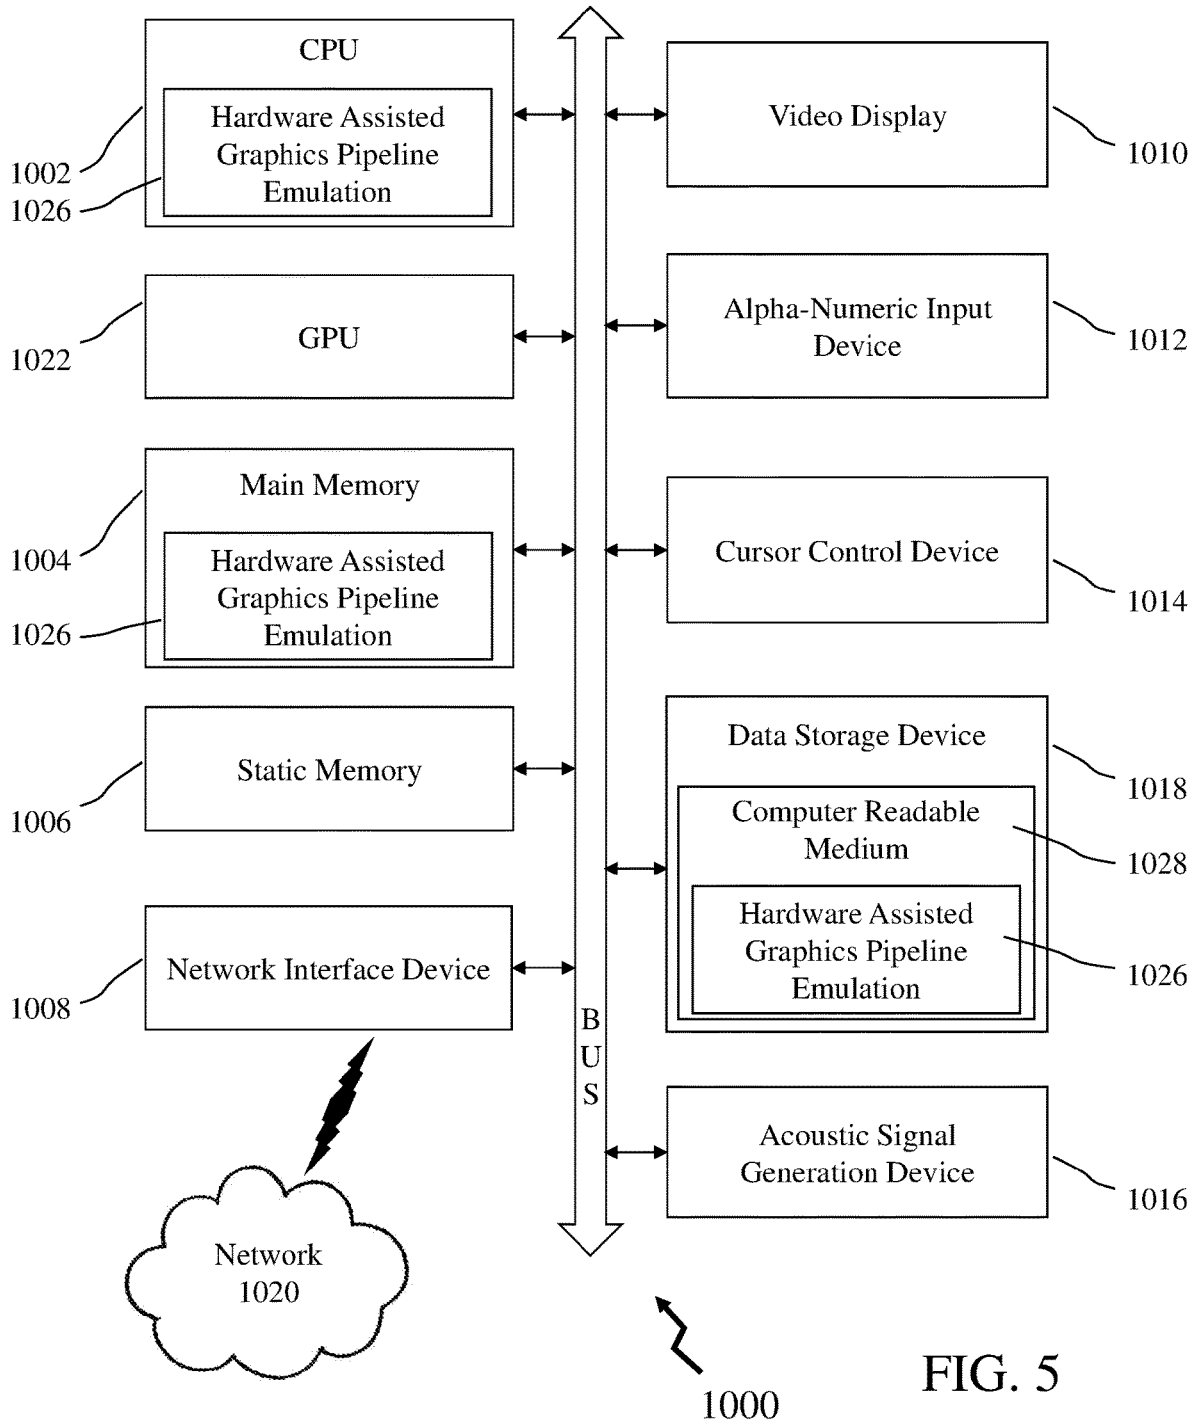 CPU
Hardware Assisted
Graphics Pipeline
Emulation
1002
1026
GPU
1022
Main Memory
Hardware Assisted
Graphics Pipeline
Emulation
1004
1026
Static Memory
1006
Network Interface Device
1008
Network
1020
BUS
Video Display
1010
Alpha-Numeric Input
Device
1012
Cursor Control Device
1014
Data Storage Device
1018
Computer Readable
Medium
1028
Hardware Assisted
Graphics Pipeline
Emulation
1026
Acoustic Signal
Generation Device
1016
1000
FIG. 5